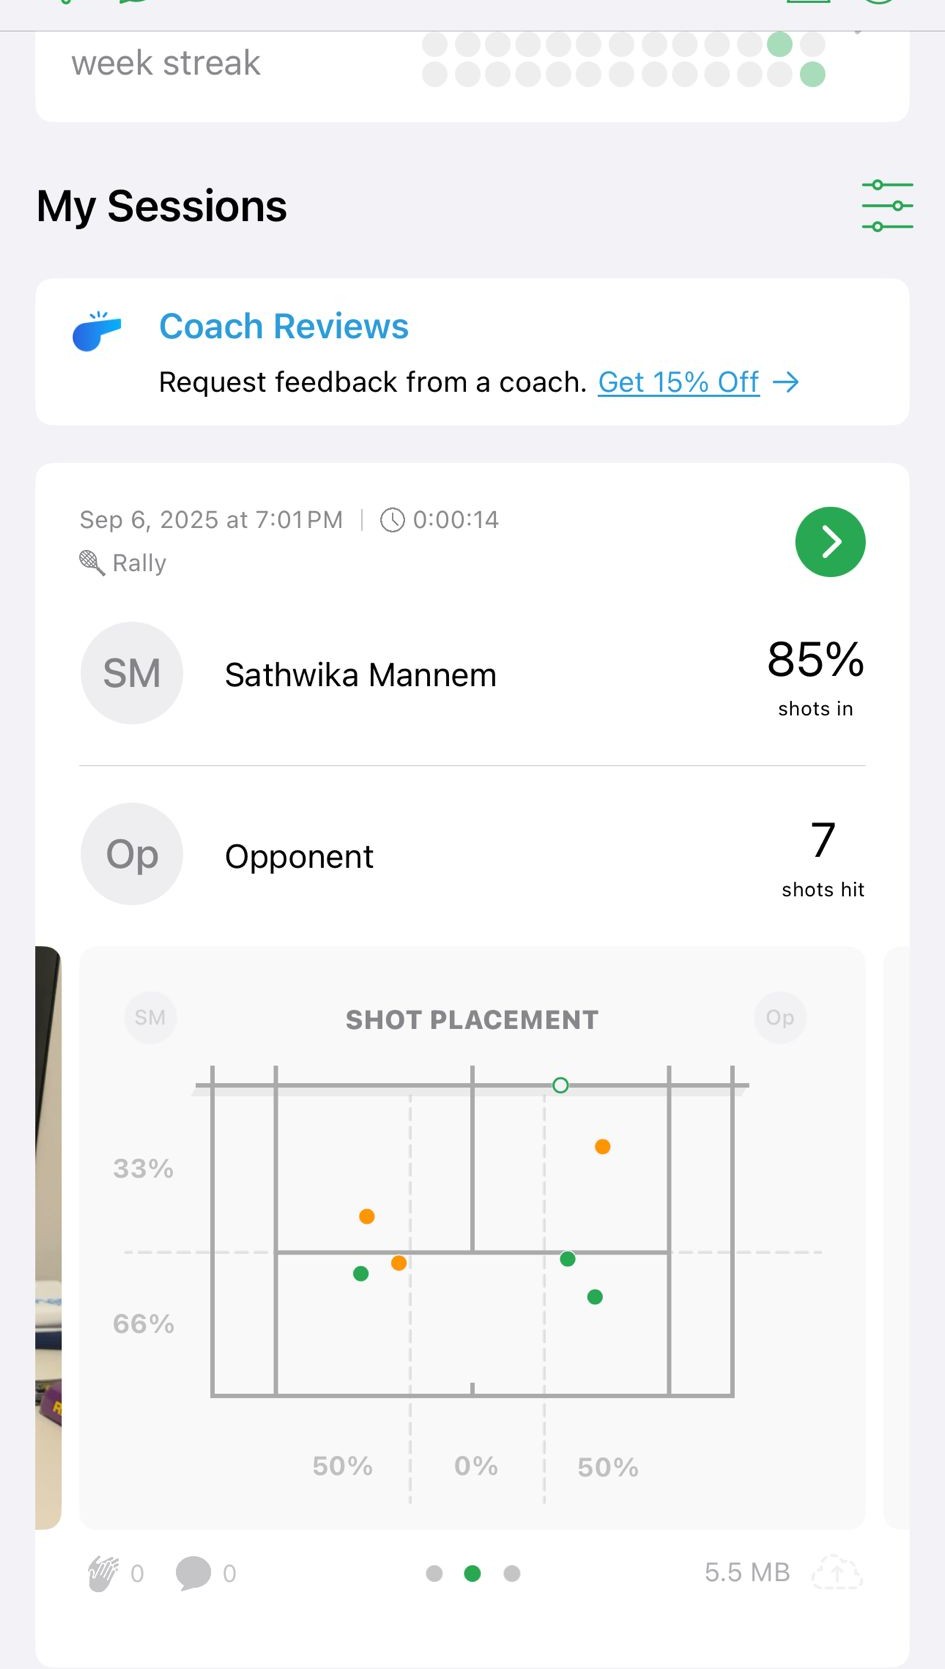 week streak
My Sessions
Coach Reviews
Request feedback from a coach. Get 15% Off →
Sep 6, 2025 at 7:01 PM | 0:00:14
Rally
SM
Sathwika Mannem
85%
shots in
Op
Opponent
7
shots hit
SM
SHOT PLACEMENT
Op
33%
66%
50%
0%
50%
0
0
5.5 MB